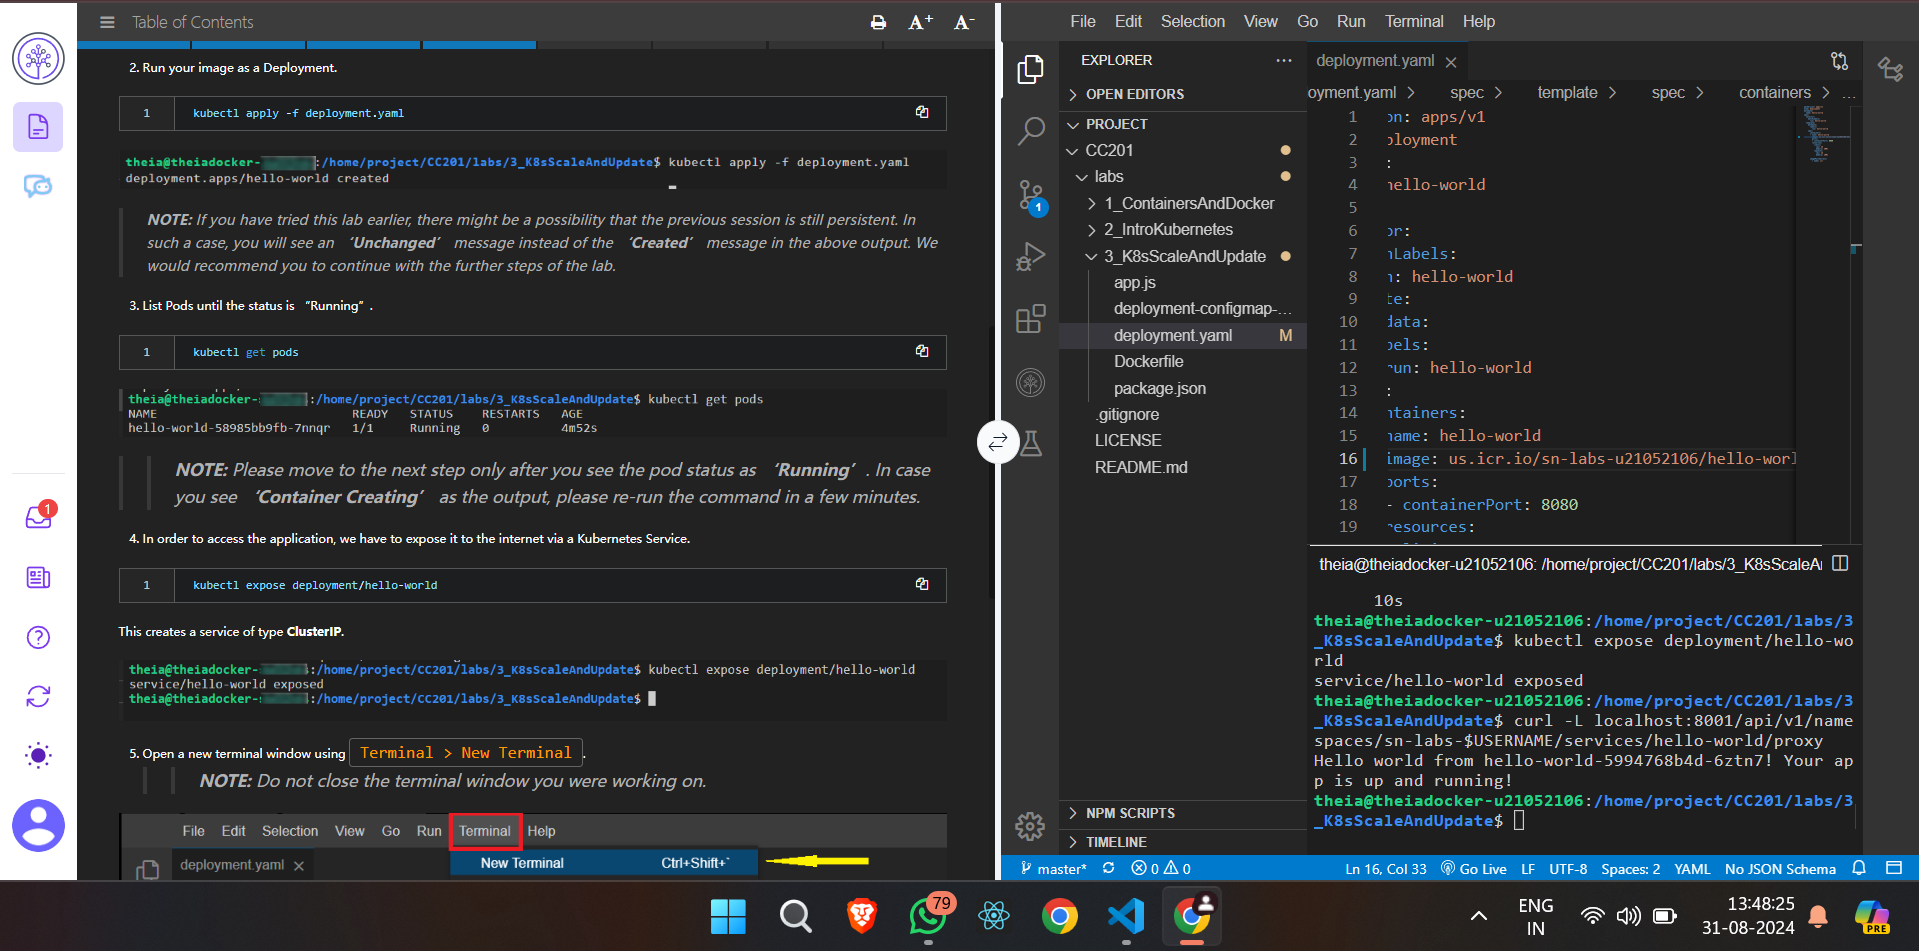 Table of Contents
A+ A-
2. Run your image as a Deployment.
1 kubectl apply -f deployment.yaml
theia@theiadocker- :/home/project/CC201/labs/3_K8sScaleAndUpdate$ kubectl apply -f deployment.yaml
deployment.apps/hello-world created
NOTE: If you have tried this lab earlier, there might be a possibility that the previous session is still persistent. In
such a case, you will see an ‘Unchanged’ message instead of the ‘Created’ message in the above output. We
would recommend you to continue with the further steps of the lab.
3. List Pods until the status is “Running” .
1 kubectl get pods
theia@theiadocker- :/home/project/CC201/labs/3_K8sScaleAndUpdate$ kubectl get pods
NAME READY STATUS RESTARTS AGE
hello-world-58985bb9fb-7nnqr 1/1 Running 0 4m52s
NOTE: Please move to the next step only after you see the pod status as ‘Running’ . In case
you see ‘Container Creating’ as the output, please re-run the command in a few minutes.
4. In order to access the application, we have to expose it to the internet via a Kubernetes Service.
1 kubectl expose deployment/hello-world
This creates a service of type ClusterIP.
theia@theiadocker- :/home/project/CC201/labs/3_K8sScaleAndUpdate$ kubectl expose deployment/hello-world
service/hello-world exposed
theia@theiadocker- :/home/project/CC201/labs/3_K8sScaleAndUpdate$
5. Open a new terminal window using Terminal > New Terminal .
NOTE: Do not close the terminal window you were working on.
File Edit Selection View Go Run Terminal Help
deployment.yaml
New Terminal Ctrl+Shift+`
1
File Edit Selection View Go Run Terminal Help
EXPLORER ...
OPEN EDITORS
PROJECT
CC201
labs
1_ContainersAndDocker
2_IntroKubernetes
3_K8sScaleAndUpdate
app.js
deployment-configmap-...
deployment.yaml M
Dockerfile
package.json
.gitignore
LICENSE
README.md
NPM SCRIPTS
TIMELINE
1
deployment.yaml
oyment.yaml > spec > template > spec > containers > ...
1 on: apps/v1
2 ployment
3 :
4 hello-world
5
6 or:
7 hLabels:
8 n: hello-world
9 te:
10 data:
11 bels:
12 run: hello-world
13 :
14 ntainers:
15 name: hello-world
16 image: us.icr.io/sn-labs-u21052106/hello-worl
17 ports:
18 - containerPort: 8080
19 resources:
theia@theiadocker-u21052106: /home/project/CC201/labs/3_K8sScaleAn
10s
theia@theiadocker-u21052106:/home/project/CC201/labs/3
_K8sScaleAndUpdate$ kubectl expose deployment/hello-wo
rld
service/hello-world exposed
theia@theiadocker-u21052106:/home/project/CC201/labs/3
_K8sScaleAndUpdate$ curl -L localhost:8001/api/v1/name
spaces/sn-labs-$USERNAME/services/hello-world/proxy
Hello world from hello-world-5994768b4d-6ztn7! Your ap
p is up and running!
theia@theiadocker-u21052106:/home/project/CC201/labs/3
_K8sScaleAndUpdate$
master* 0 0 Ln 16, Col 33 Go Live LF UTF-8 Spaces: 2 YAML No JSON Schema
79
ENG
IN
13:48:25
31-08-2024
PRE